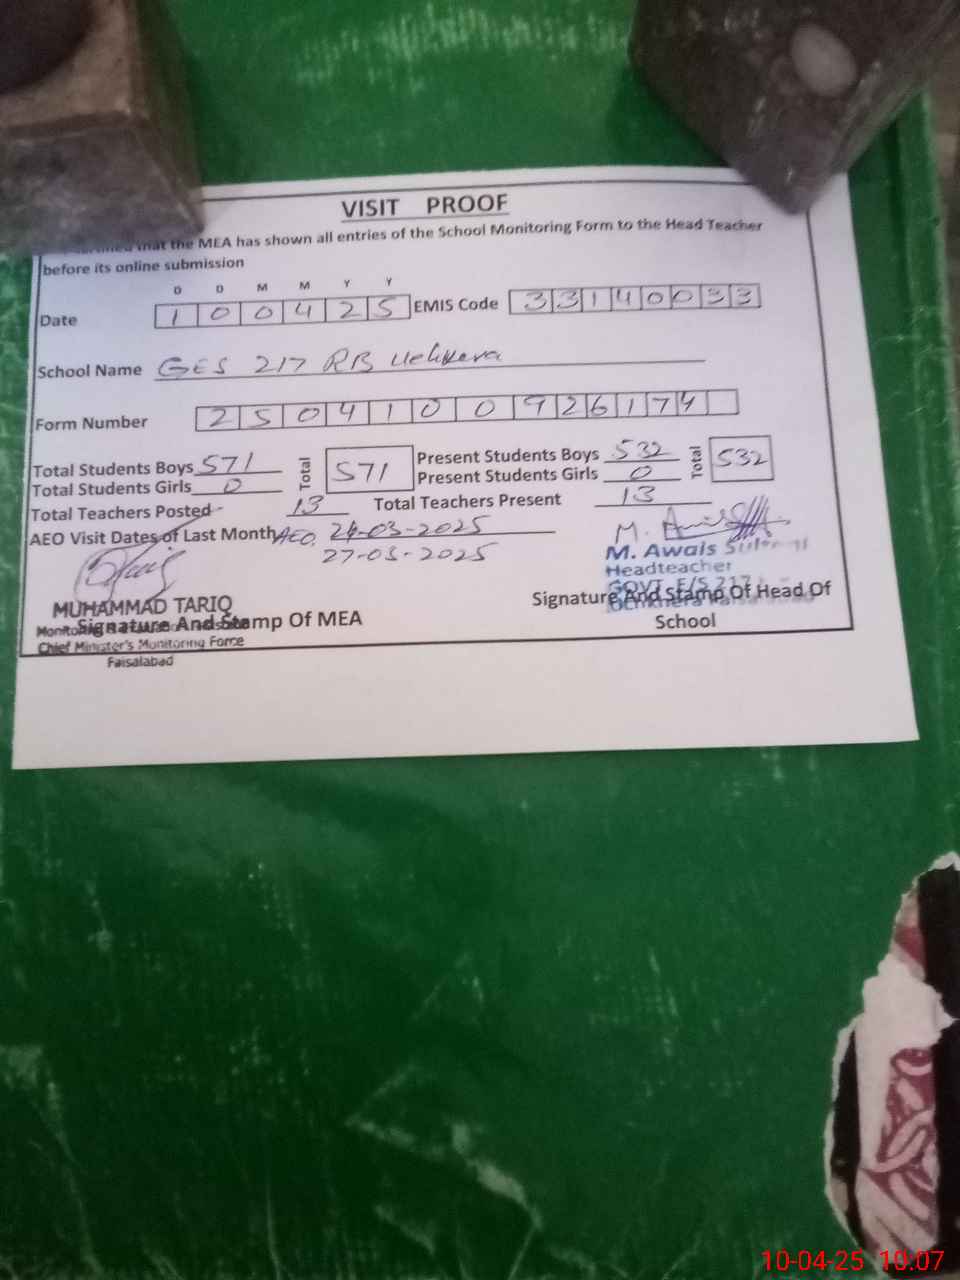 VISIT PROOF
that the MEA has shown all entries of the School Monitoring Form to the Head Teacher
before its online submission
D D M M Y Y
Date 1 0 0 4 2 5 EMIS Code 3 3 1 4 0 0 3 3
School Name GES 217 RB
Form Number 2 5 0 4 1 0 0 9 2 6 1 7 4
Total Students Boys 571 Total 571 Present Students Boys 532 Total 532
Total Students Girls 0 Present Students Girls 0
Total Teachers Posted 13 Total Teachers Present 13
AEO Visit Dates of Last Month AEO, 24-03-2025
27-03-2025
M. Awais
Headteacher
GOVT. E/S 217
MUHAMMAD TARIQ
Signature And Stamp Of MEA
Chief Minister's Monitoring Force
Faisalabad
Signature And Stamp Of Head Of
School
10-04-25 10:07